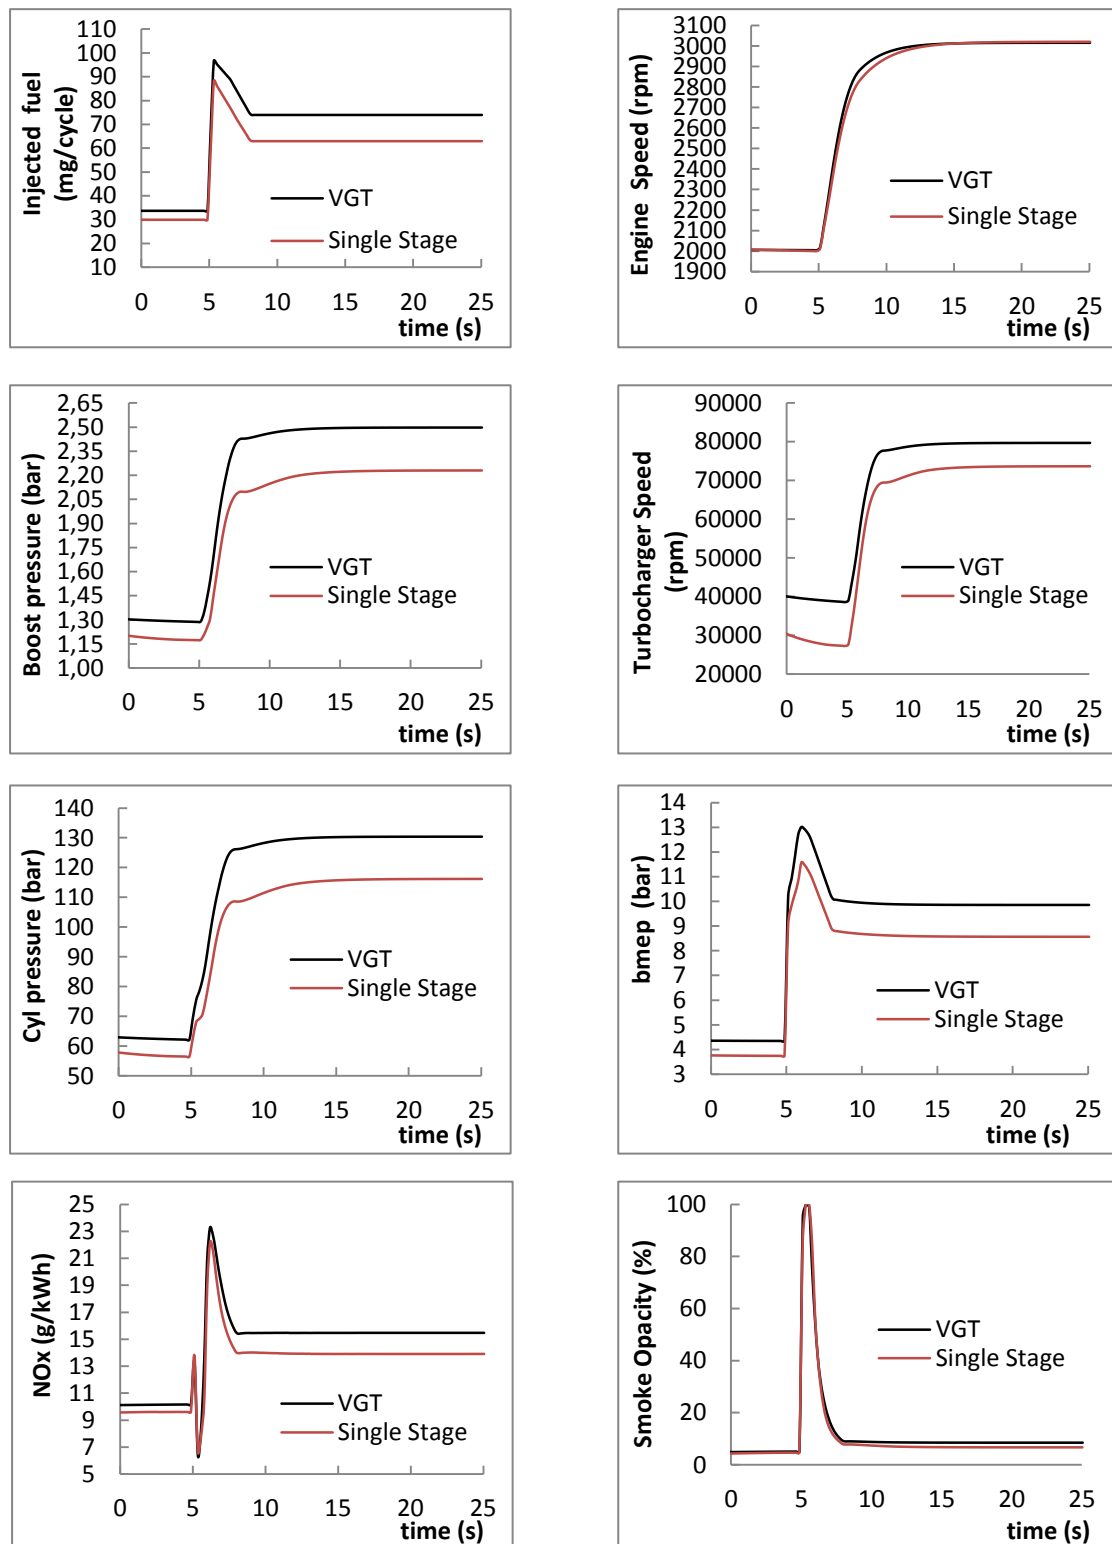 Injected fuel
(mg/cycle)
110
100
90
80
70
60
50
40
30
20
10
VGT
Single Stage
0 5 10 15 20 25
time (s)
Engine Speed (rpm)
3100
3000
2900
2800
2700
2600
2500
2400
2300
2200
2100
2000
1900
VGT
Single Stage
0 5 10 15 20 25
time (s)
Boost pressure (bar)
2,65
2,50
2,35
2,20
2,05
1,90
1,75
1,60
1,45
1,30
1,15
1,00
VGT
Single Stage
0 5 10 15 20 25
time (s)
Turbocharger Speed
(rpm)
90000
80000
70000
60000
50000
40000
30000
20000
VGT
Single Stage
0 5 10 15 20 25
time (s)
Cyl pressure (bar)
140
130
120
110
100
90
80
70
60
50
VGT
Single Stage
0 5 10 15 20 25
time (s)
bmep (bar)
14
13
12
11
10
9
8
7
6
5
4
3
VGT
Single Stage
0 5 10 15 20 25
time (s)
NOx (g/kWh)
25
23
21
19
17
15
13
11
9
7
5
VGT
Single Stage
0 5 10 15 20 25
time (s)
Smoke Opacity (%)
100
80
60
40
20
0
VGT
Single Stage
0 5 10 15 20 25
time (s)